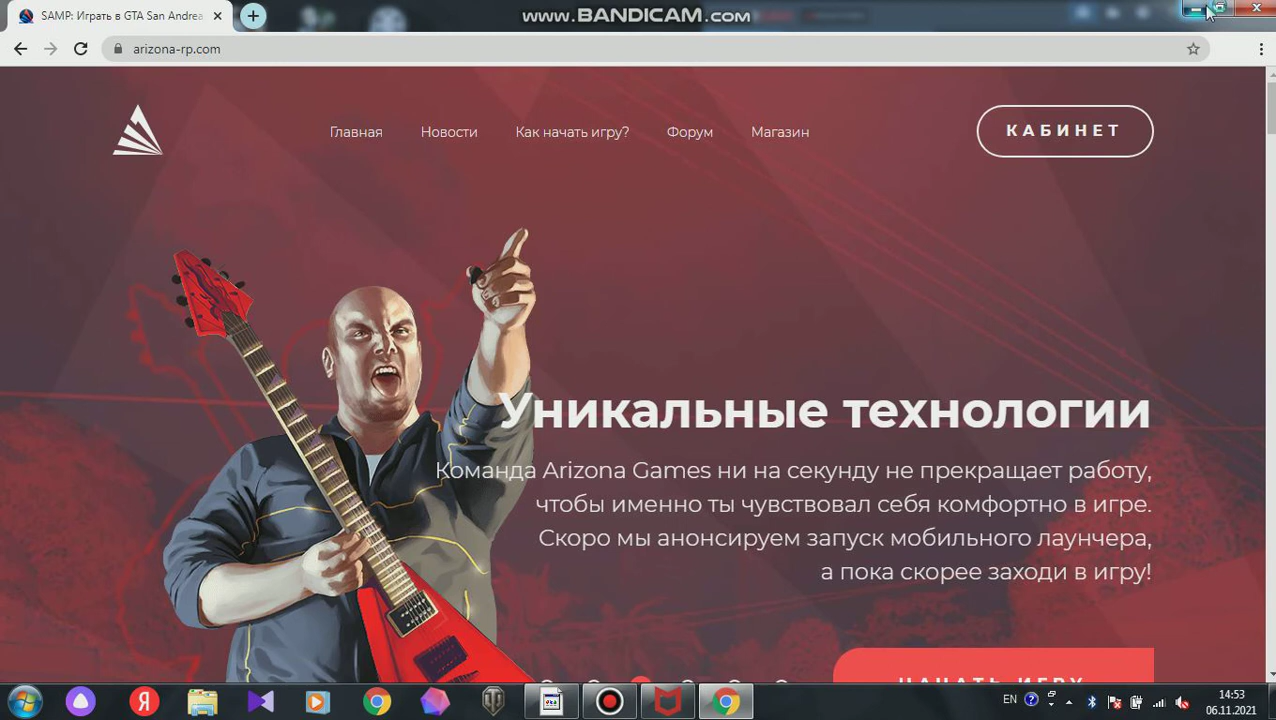 SAMP: Играть в GTA San Andrea
www.BANDICAM.com
arizona-rp.com
Главная Новости Как начать игру? Форум Магазин
КАБИНЕТ
Уникальные технологии
Команда Arizona Games ни на секунду не прекращает работу,
чтобы именно ты чувствовал себя комфортно в игре.
Скоро мы анонсируем запуск мобильного лаунчера,
а пока скорее заходи в игру!
НАЧАТЬ ИГРУ
EN 14:53
06.11.2021